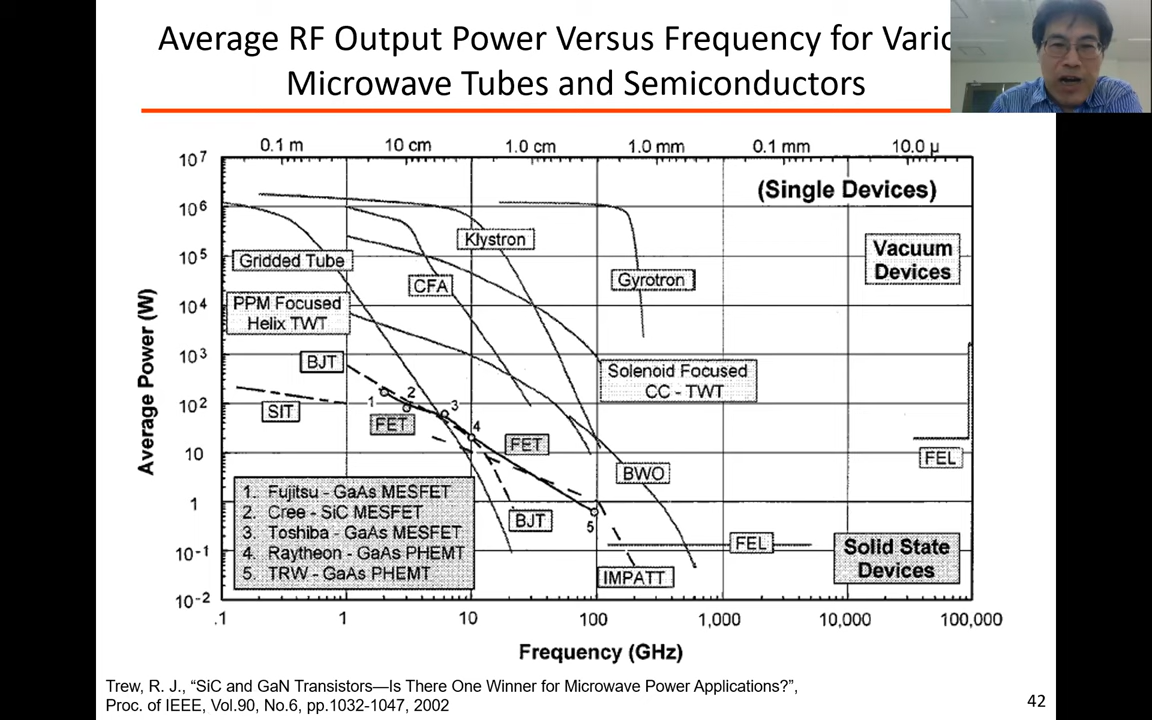 Average RF Output Power Versus Frequency for Vario
Microwave Tubes and Semiconductors
0.1 m 10 cm 1.0 cm 1.0 mm 0.1 mm 10.0 µ
(Single Devices)
Vacuum
Devices
Klystron
Gridded Tube
CFA
Gyrotron
PPM Focused
Helix TWT
BJT
Solenoid Focused
CC - TWT
SIT
1
2
3
4
FET
FET
BWO
FEL
1. Fujitsu - GaAs MESFET
2. Cree - SiC MESFET
3. Toshiba - GaAs MESFET
4. Raytheon - GaAs PHEMT
5. TRW - GaAs PHEMT
BJT
5
FEL
IMPATT
Solid State
Devices
Average Power (W)
10⁷
10⁶
10⁵
10⁴
10³
10²
10
1
10⁻¹
10⁻²
.1 1 10 100 1,000 10,000 100,000
Frequency (GHz)
Trew, R. J., “SiC and GaN Transistors—Is There One Winner for Microwave Power Applications?”,
Proc. of IEEE, Vol.90, No.6, pp.1032-1047, 2002
42